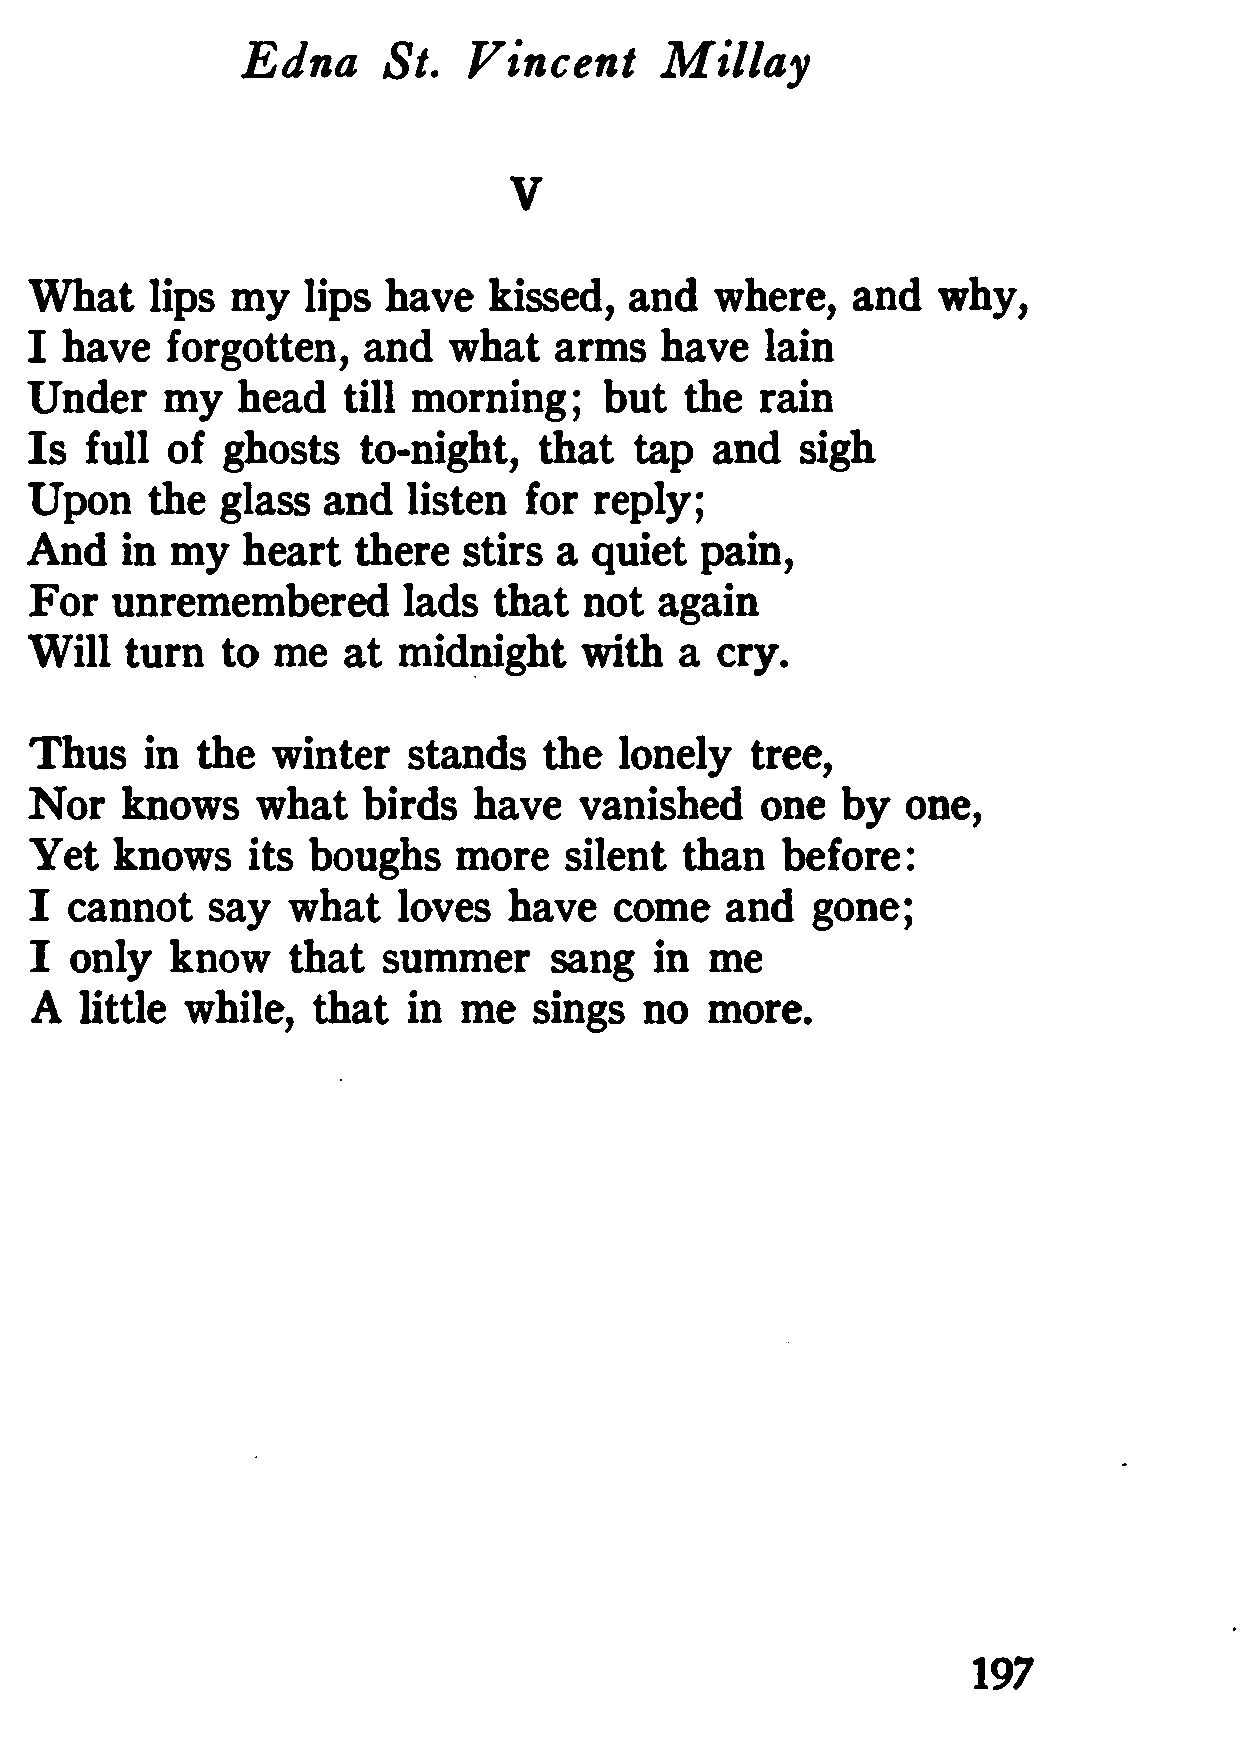 Edna St. Vincent Millay
V
What lips my lips have kissed, and where, and why,
I have forgotten, and what arms have lain
Under my head till morning; but the rain
Is full of ghosts to-night, that tap and sigh
Upon the glass and listen for reply;
And in my heart there stirs a quiet pain,
For unremembered lads that not again
Will turn to me at midnight with a cry.
Thus in the winter stands the lonely tree,
Nor knows what birds have vanished one by one,
Yet knows its boughs more silent than before:
I cannot say what loves have come and gone;
I only know that summer sang in me
A little while, that in me sings no more.
197